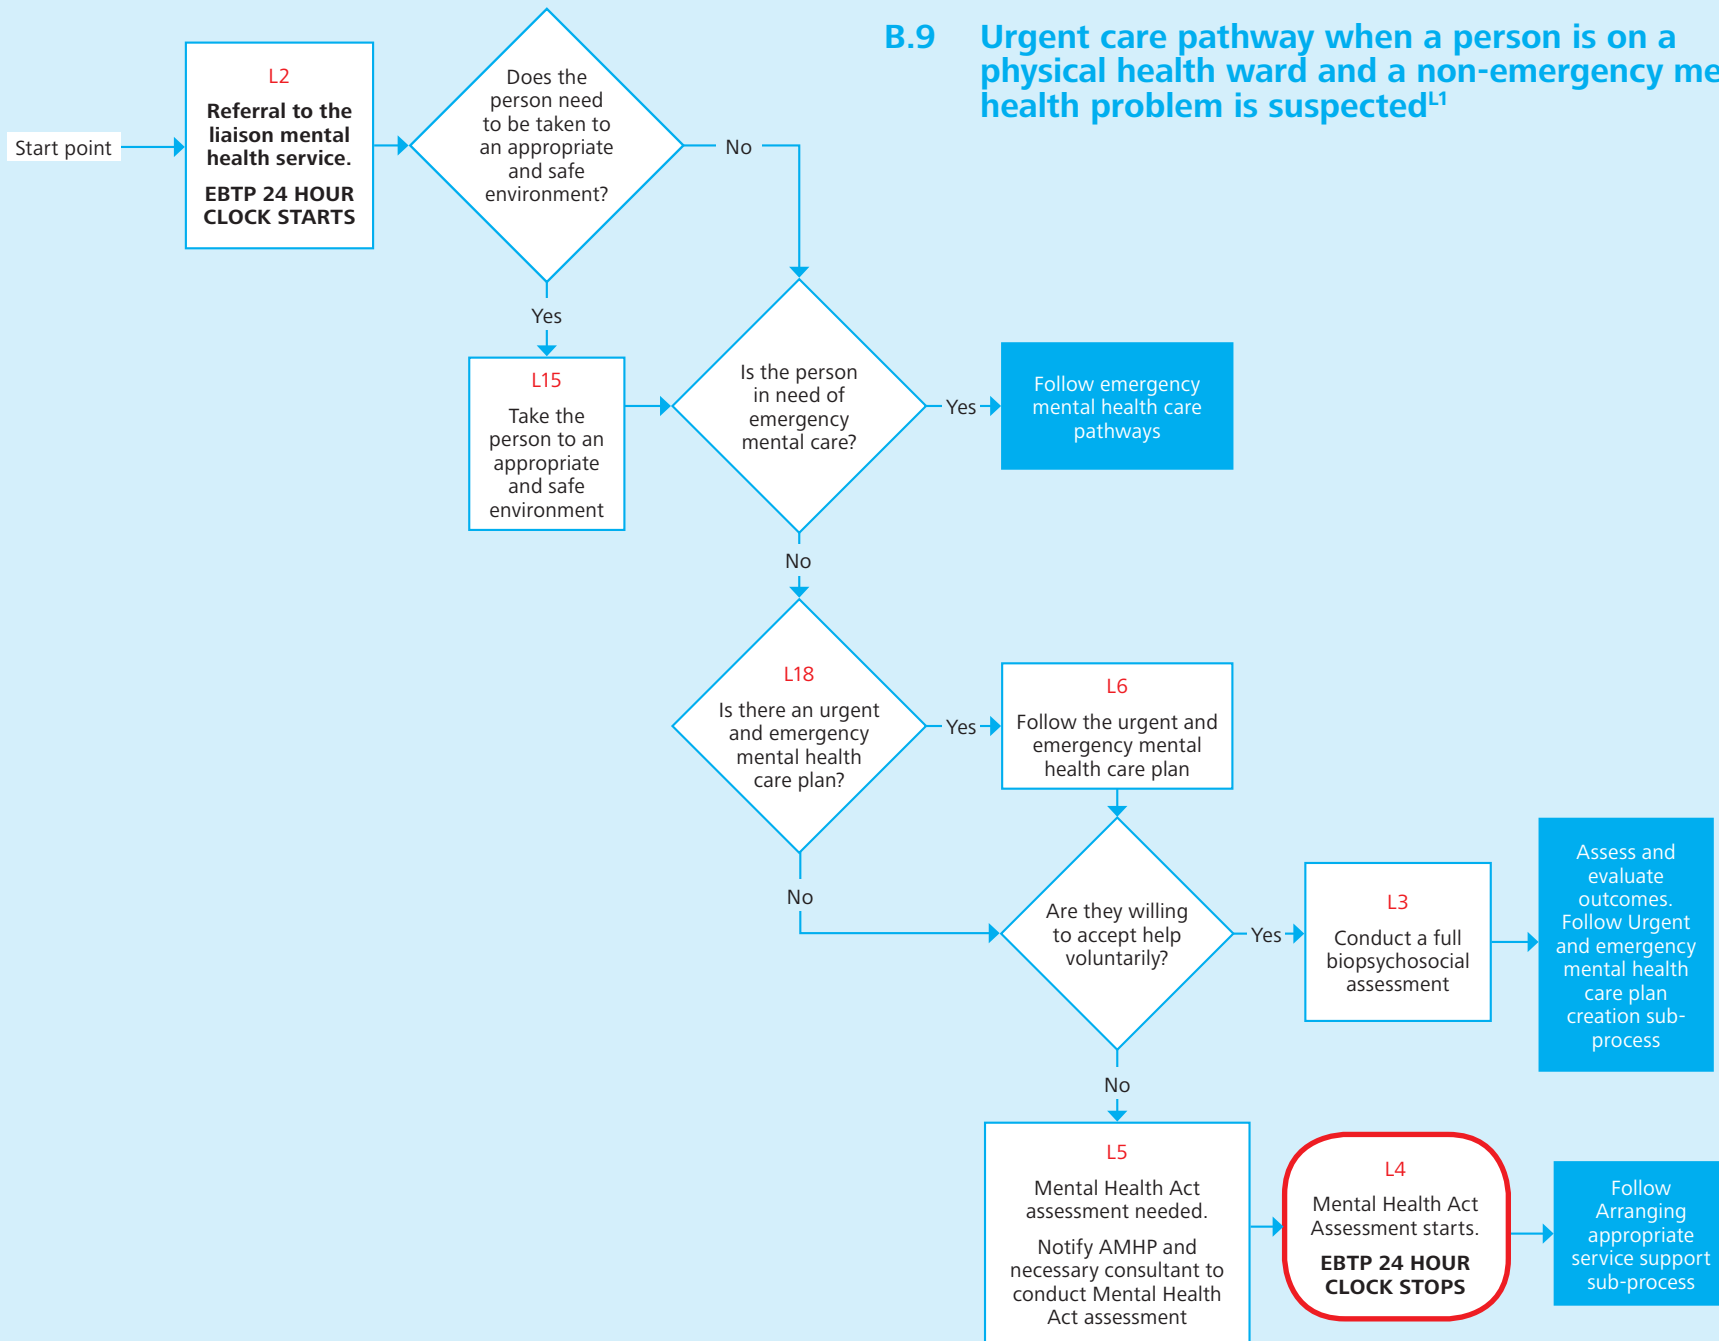 B.9 Urgent care pathway when a person is on a
physical health ward and a non-emergency me
health problem is suspectedL1
Start point
L2
Referral to the
liaison mental
health service.
EBTP 24 HOUR
CLOCK STARTS
Does the
person need
to be taken to
an appropriate
and safe
environment?
No
Yes
L15
Take the
person to an
appropriate
and safe
environment
Is the person
in need of
emergency
mental care?
Yes
Follow emergency
mental health care
pathways
No
L18
Is there an urgent
and emergency
mental health
care plan?
Yes
L6
Follow the urgent and
emergency mental
health care plan
No
Are they willing
to accept help
voluntarily?
Yes
L3
Conduct a full
biopsychosocial
assessment
Assess and
evaluate
outcomes.
Follow Urgent
and emergency
mental health
care plan
creation sub-
process
No
L5
Mental Health Act
assessment needed.
Notify AMHP and
necessary consultant to
conduct Mental Health
Act assessment
L4
Mental Health Act
Assessment starts.
EBTP 24 HOUR
CLOCK STOPS
Follow
Arranging
appropriate
service support
sub-process